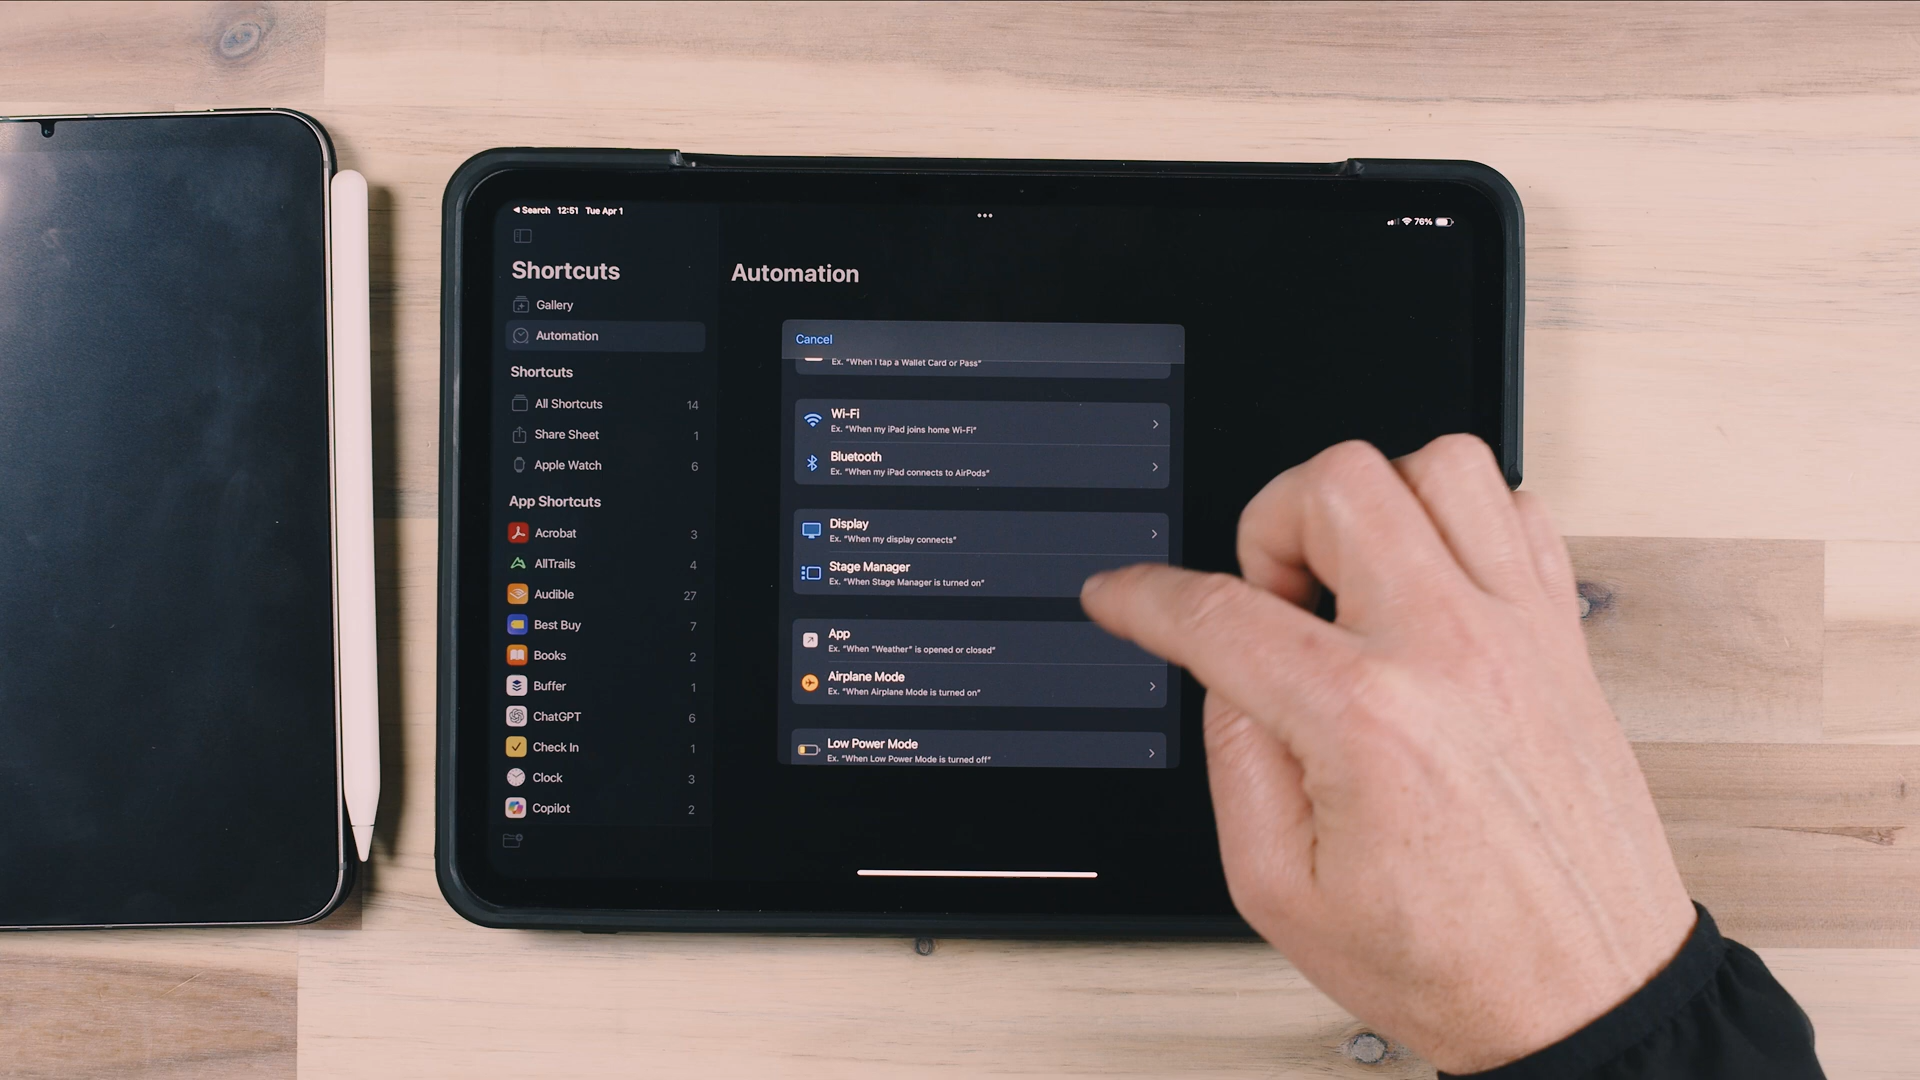 Search 12:51 Tue Apr 1
76%
Shortcuts
Gallery
Automation
Shortcuts
All Shortcuts 14
Share Sheet 1
Apple Watch 6
App Shortcuts
Acrobat 3
AllTrails 4
Audible 27
Best Buy 7
Books 2
Buffer 1
ChatGPT 6
Check In 1
Clock 3
Copilot 2
Automation
Cancel
Ex. "When I tap a Wallet Card or Pass"
Wi-Fi
Ex. "When my iPad joins home Wi-Fi"
Bluetooth
Ex. "When my iPad connects to AirPods"
Display
Ex. "When my display connects"
Stage Manager
Ex. "When Stage Manager is turned on"
App
Ex. "When "Weather" is opened or closed"
Airplane Mode
Ex. "When Airplane Mode is turned on"
Low Power Mode
Ex. "When Low Power Mode is turned off"